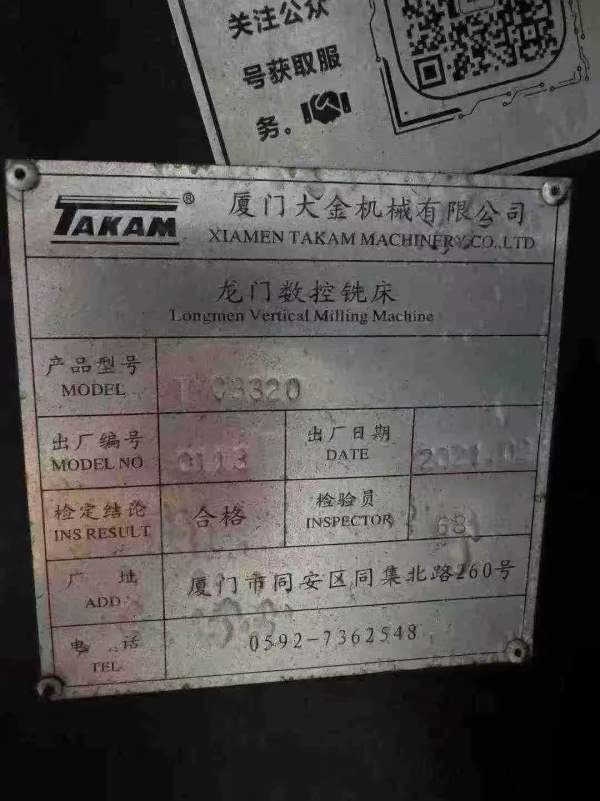 关注公众
号获取服
务。
TAKAM®
厦门大金机械有限公司
XIAMEN TAKAM MACHINERY CO.,LTD
龙门数控铣床
Longmen Vertical Milling Machine
产品型号
MODEL
出厂编号
MODEL NO
0113
出厂日期
DATE
检定结论
INS RESULT
合格
检验员
INSPECTOR
68
厂 址
ADD
厦门市同安区同集北路260号
电 话
TEL
0592-7362548